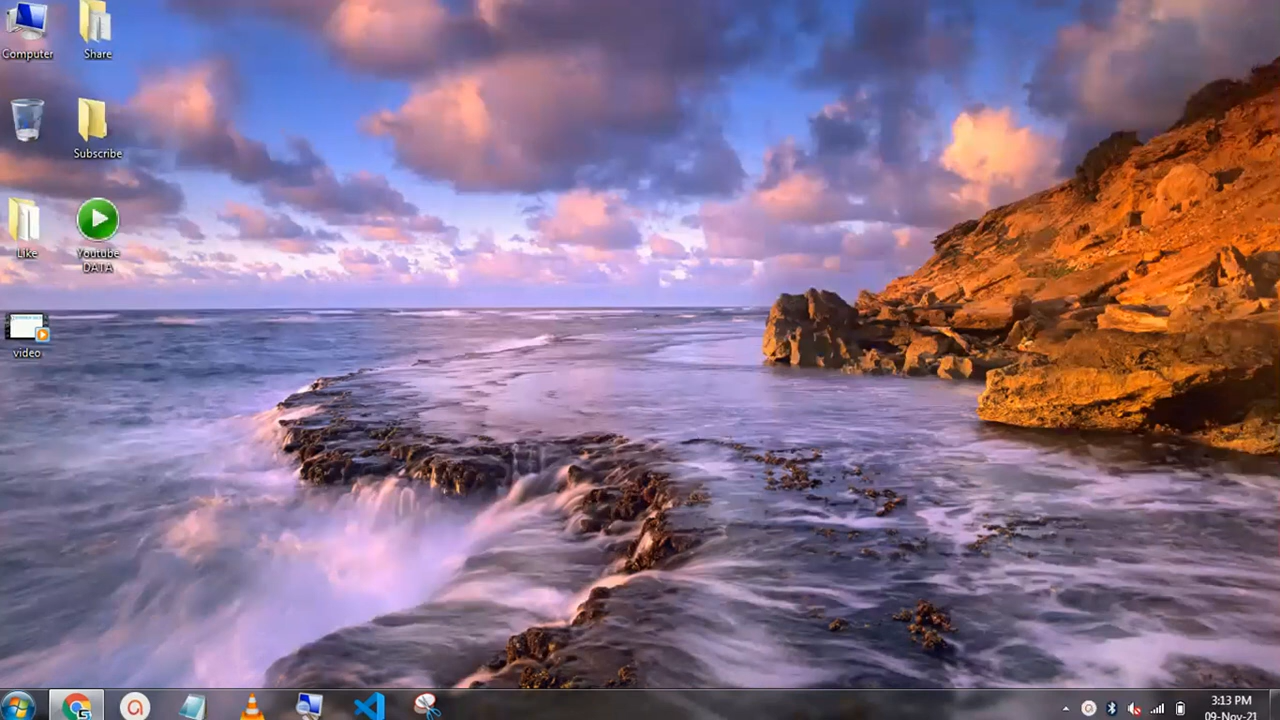 Computer
Share
Subscribe
Like
Youtube
DATA
video
3:13 PM
09-Nov-21